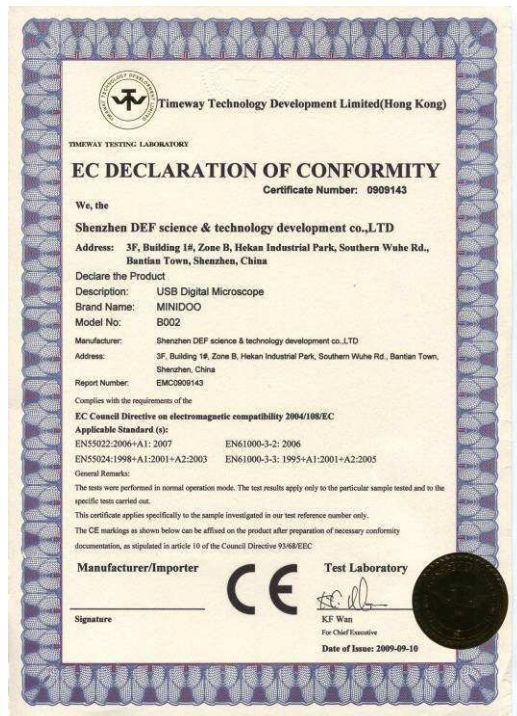 Timeway Technology Development Limited(Hong Kong)
TIMEWAY TESTING LABORATORY
EC DECLARATION OF CONFORMITY
Certificate Number: 0909143
We, the
Shenzhen DEF science & technology development co.,LTD
Address: 3F, Building 1#, Zone B, Hekan Industrial Park, Southern Wuhe Rd.,
Bantian Town, Shenzhen, China
Declare the Product
Description: USB Digital Microscope
Brand Name: MINIDOO
Model No: B002
Manufacturer: Shenzhen DEF science & technology development co.,LTD
Address: 3F, Building 1#, Zone B, Hekan Industrial Park, Southern Wuhe Rd., Bantian Town,
Shenzhen, China
Report Number: EMC0909143
Complies with the requirements of the
EC Council Directive on electromagnetic compatibility 2004/108/EC
Applicable Standard (s):
EN55022:2006+A1: 2007 EN61000-3-2: 2006
EN55024:1998+A1:2001+A2:2003 EN61000-3-3: 1995+A1:2001+A2:2005
General Remarks:
The tests were performed in normal operation mode. The test results apply only to the particular sample tested and to the
specific tests carried out.
This certificate applies specifically to the sample investigated in our test reference number only.
The CE markings as shown below can be affixed on the product after preparation of necessary conformity
documentation, as stipulated in article 10 of the Council Directive 93/68/EEC
Manufacturer/Importer CE Test Laboratory
Signature KF Wan
For Chief Executive
Date of Issue: 2009-09-10